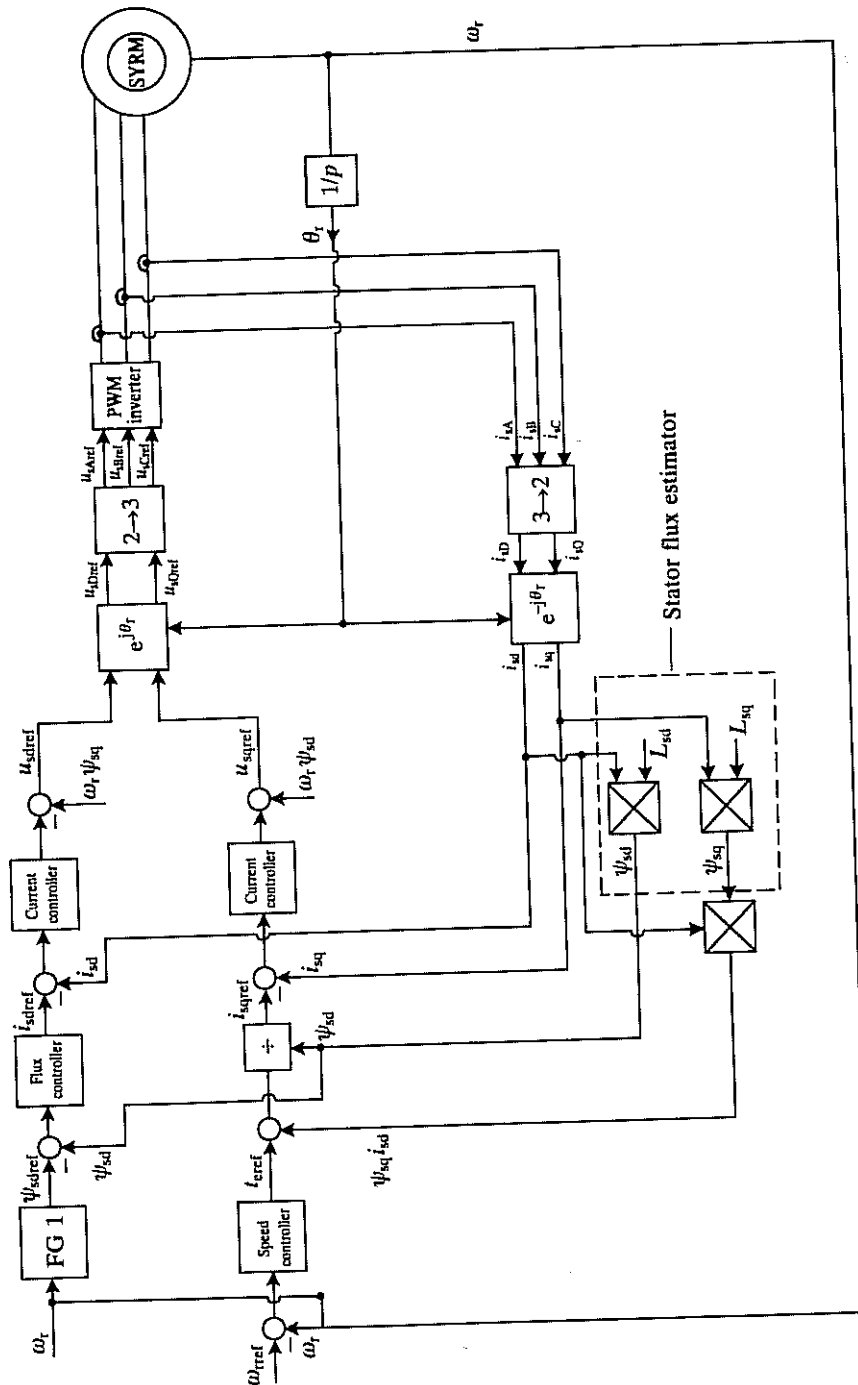 ω_r
FG 1
ψ_sdref
−
ψ_sd
Flux
controller
i_sdref
−
i_sd
Current
controller
−
ω_r ψ_sq
u_sdref
e^{jθ_r}
u_sDref
u_sQref
2→3
u_sAref
u_sBref
u_sCref
PWM
inverter
SYRM
ω_rref
−
ω_r
Speed
controller
t_eref
ψ_sq i_sd
÷
ψ_sd
i_sqref
−
i_sq
Current
controller
ω_r ψ_sd
u_sqref
θ_r
1/p
ω_r
i_sd
i_sq
e^{-jθ_r}
i_sD
i_sQ
3→2
i_sA
i_sB
i_sC
ψ_sd
L_sd
ψ_sq
L_sq
Stator flux estimator